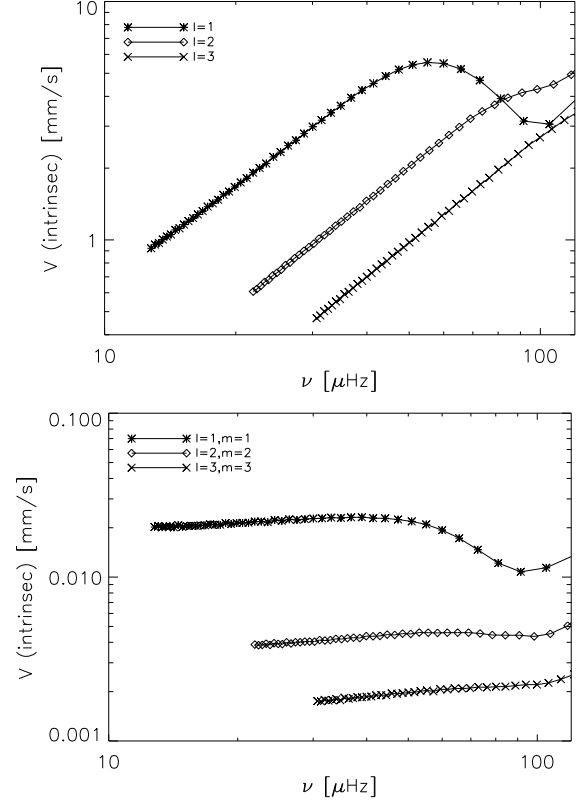 10
l=1
l=2
l=3
V (intrinsec) [mm/s]
1
10
100
ν [μHz]
0.100
l=1,m=1
l=2,m=2
l=3,m=3
V (intrinsec) [mm/s]
0.010
0.001
10
100
ν [μHz]